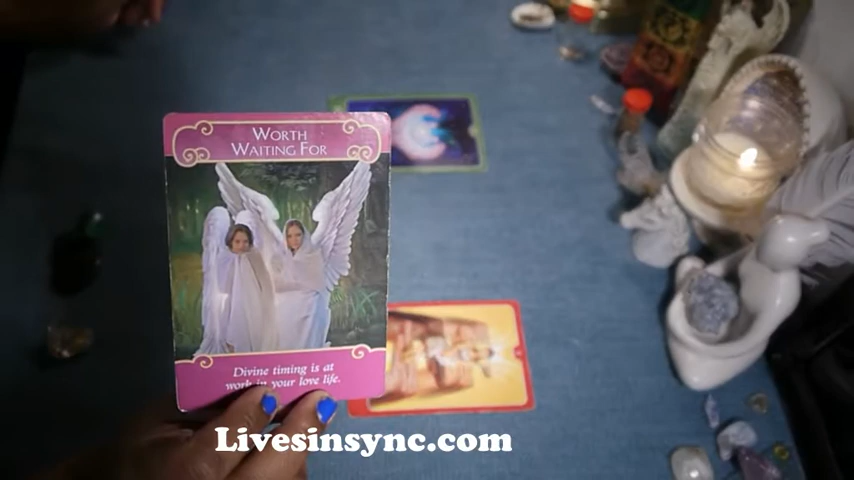 WORTH
WAITING FOR
Divine timing is at
work in your love life.
Livesinsync.com